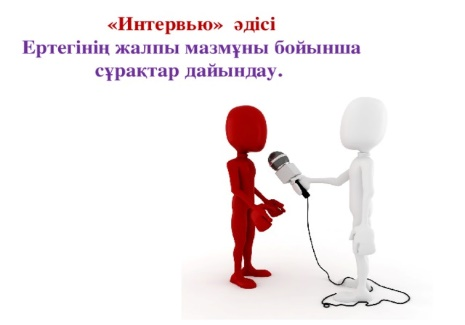 «Интервью»  әдісі
Ертегінің жалпы мазмұны бойынша
сұрақтар дайындау.